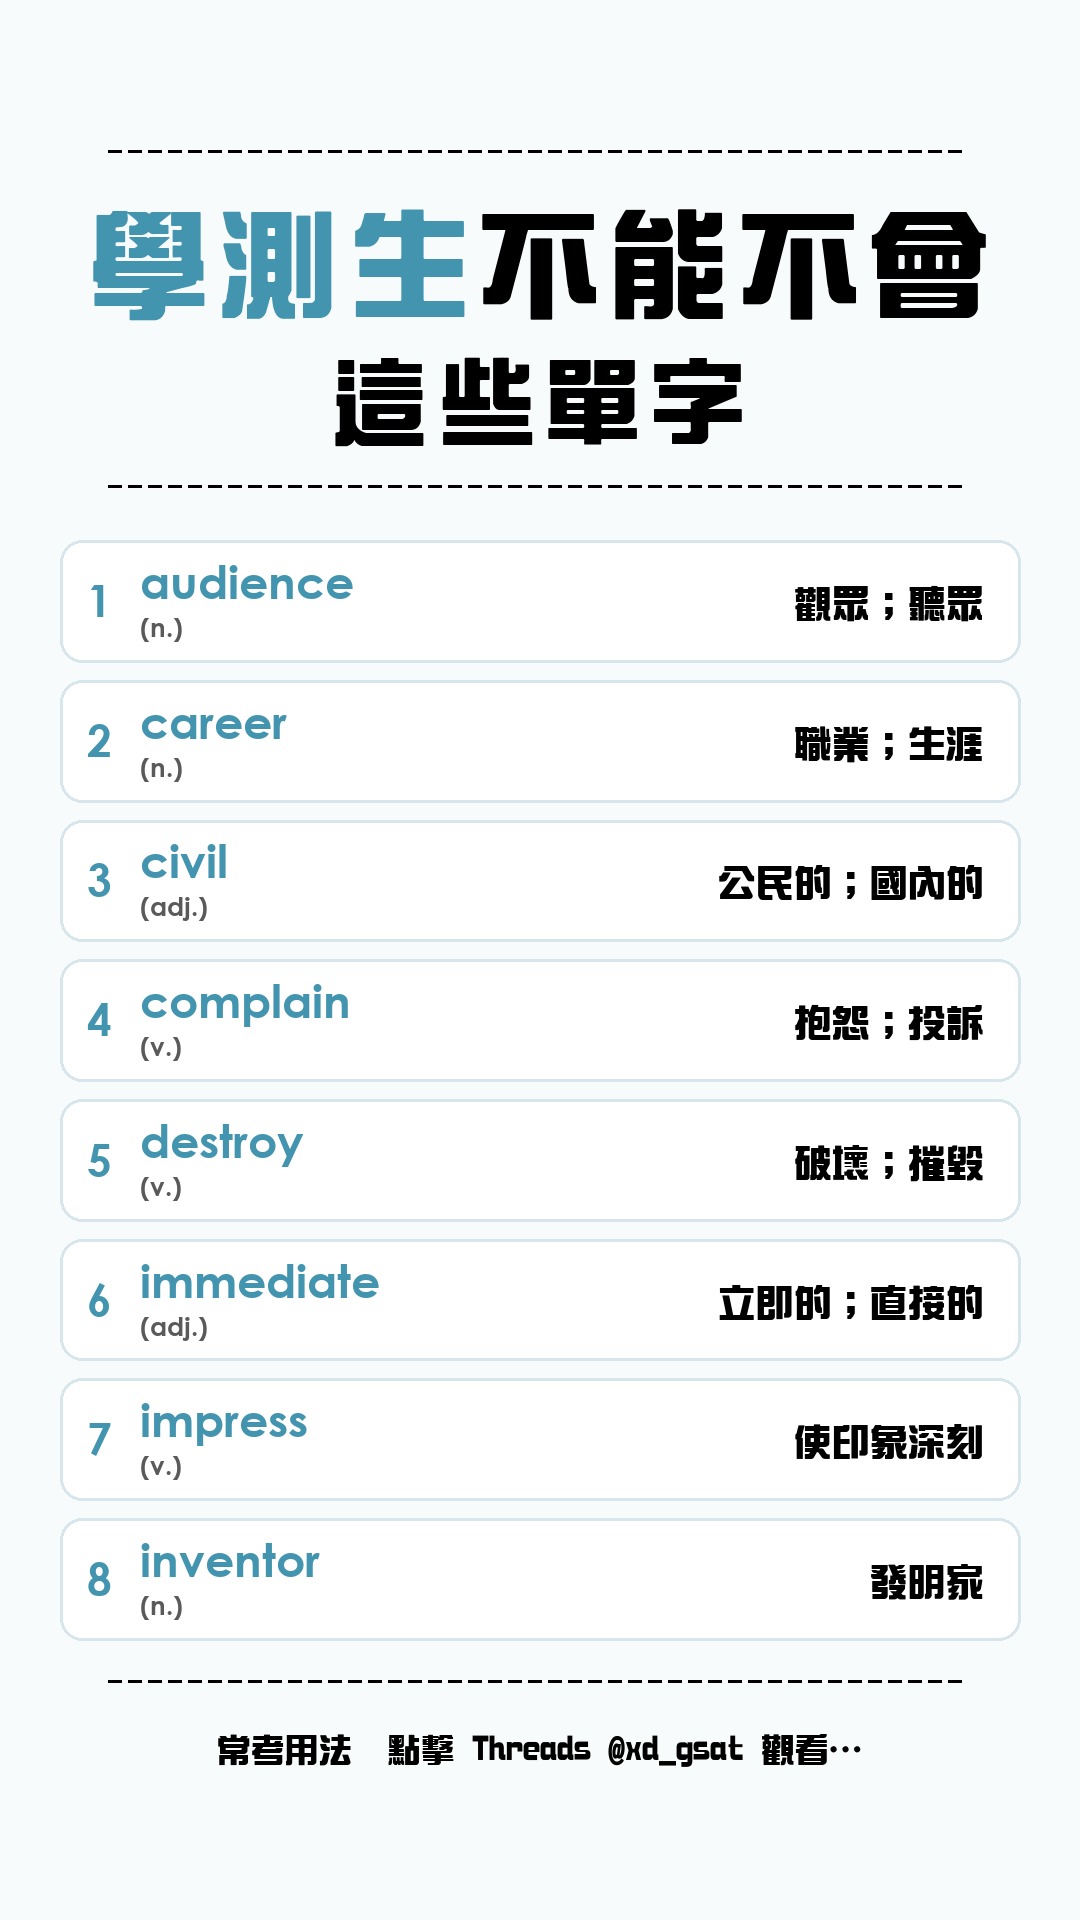 學測生不能不會
這些單字
1 audience 觀眾；聽眾
(n.)
2 career 職業；生涯
(n.)
3 civil 公民的；國內的
(adj.)
4 complain 抱怨；投訴
(v.)
5 destroy 破壞；摧毀
(v.)
6 immediate 立即的；直接的
(adj.)
7 impress 使印象深刻
(v.)
8 inventor 發明家
(n.)
常考用法 點擊 Threads @xd_gsat 觀看…